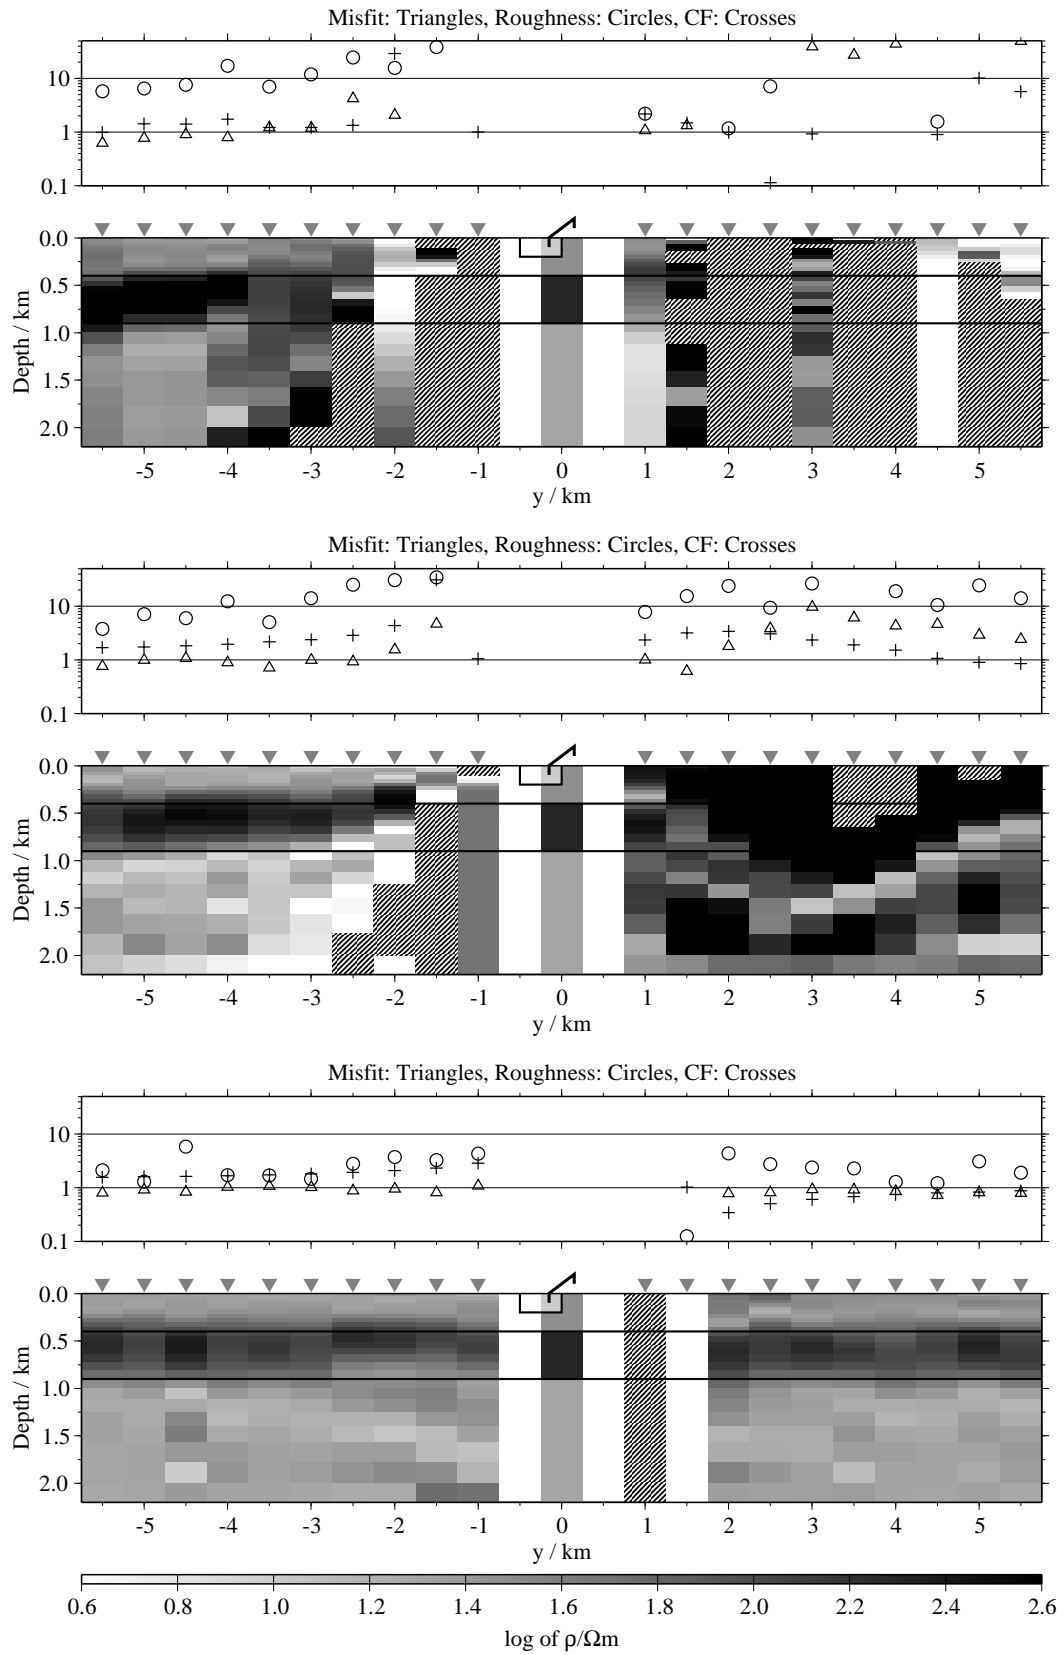 Misfit: Triangles, Roughness: Circles, CF: Crosses
10
1
0.1
0.0
0.5
1.0
1.5
2.0
Depth / km
-5 -4 -3 -2 -1 0 1 2 3 4 5
y / km
Misfit: Triangles, Roughness: Circles, CF: Crosses
10
1
0.1
0.0
0.5
1.0
1.5
2.0
Depth / km
-5 -4 -3 -2 -1 0 1 2 3 4 5
y / km
Misfit: Triangles, Roughness: Circles, CF: Crosses
10
1
0.1
0.0
0.5
1.0
1.5
2.0
Depth / km
-5 -4 -3 -2 -1 0 1 2 3 4 5
y / km
0.6 0.8 1.0 1.2 1.4 1.6 1.8 2.0 2.2 2.4 2.6
log of ρ/Ωm